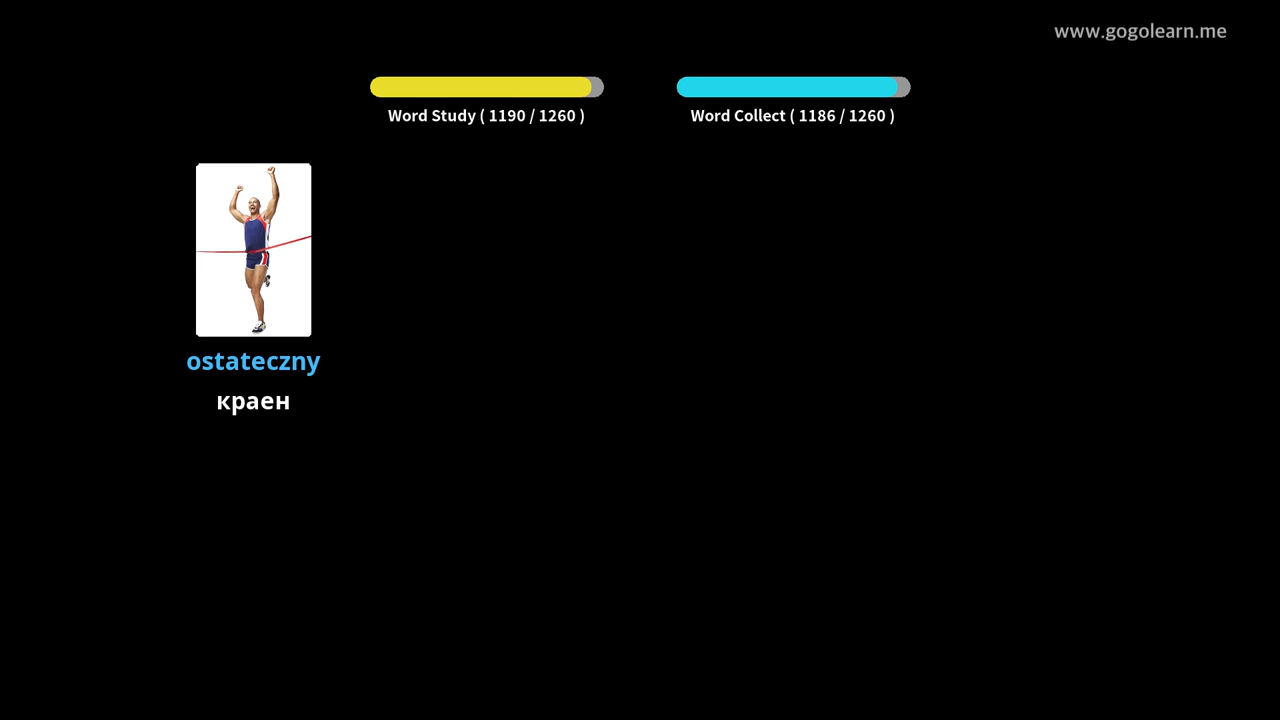 www.gogolearn.me
Word Study ( 1190 / 1260 )
Word Collect ( 1186 / 1260 )
ostateczny
краен